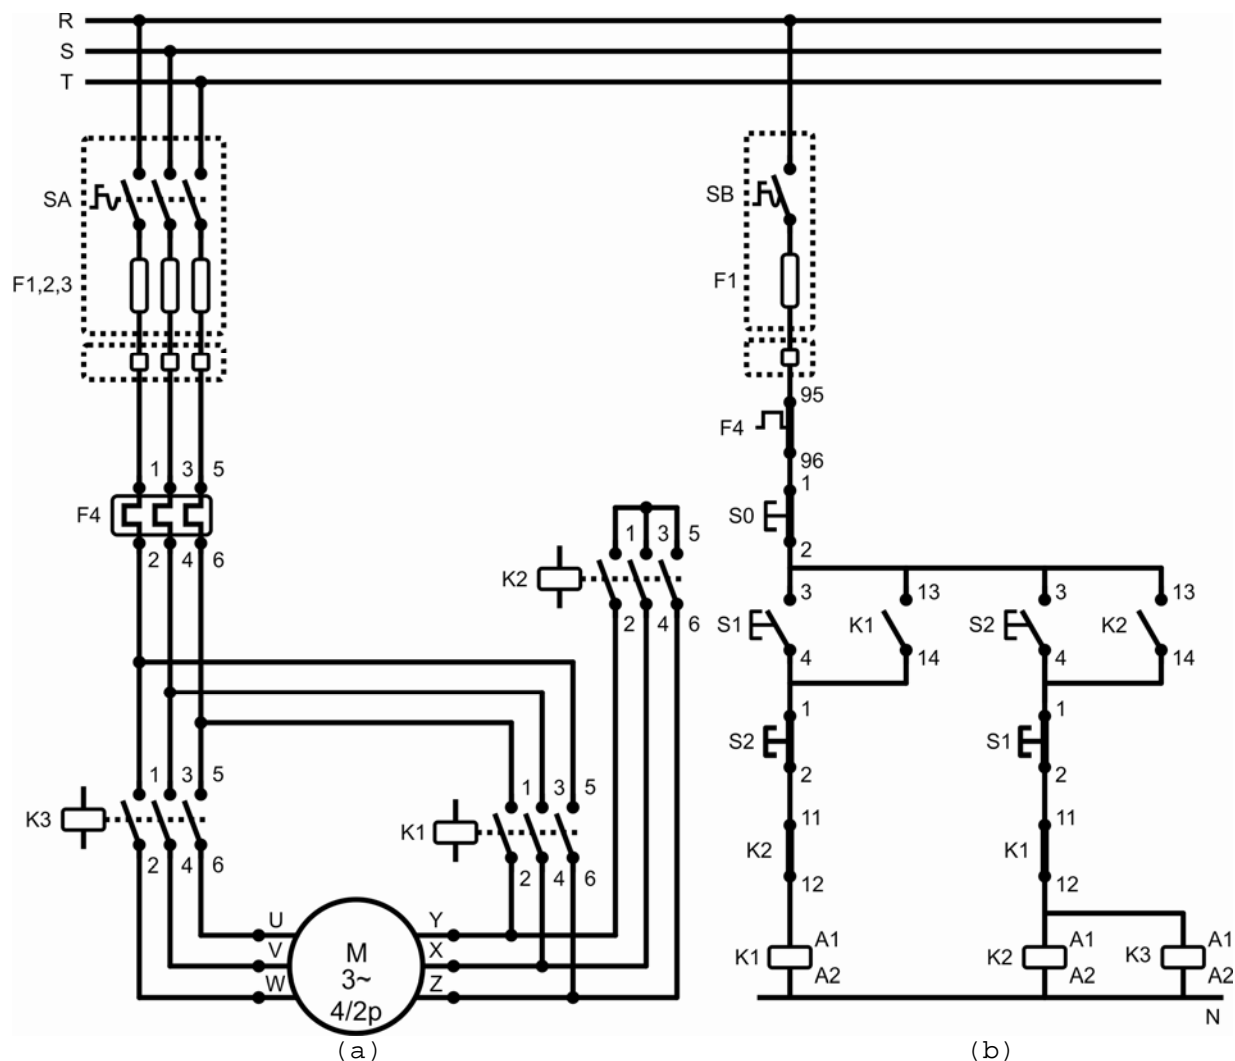 R
S
T
SA
SB
F1,2,3
F1
95
F4
96
1 3 5
1
F4
S0
2 4 6
2
1 3 5
K2
2 4 6
3 13 3 13
S1 K1 S2 K2
4 14 4 14
1 1
S2 S1
2 2
1 3 5
K3
2 4 6
1 3 5
K1
2 4 6
11 11
K2 K1
12 12
U Y
V X
W Z
M
3~
4/2p
K1 A1 K2 A1 K3 A1
A2 A2 A2
N
(a) (b)